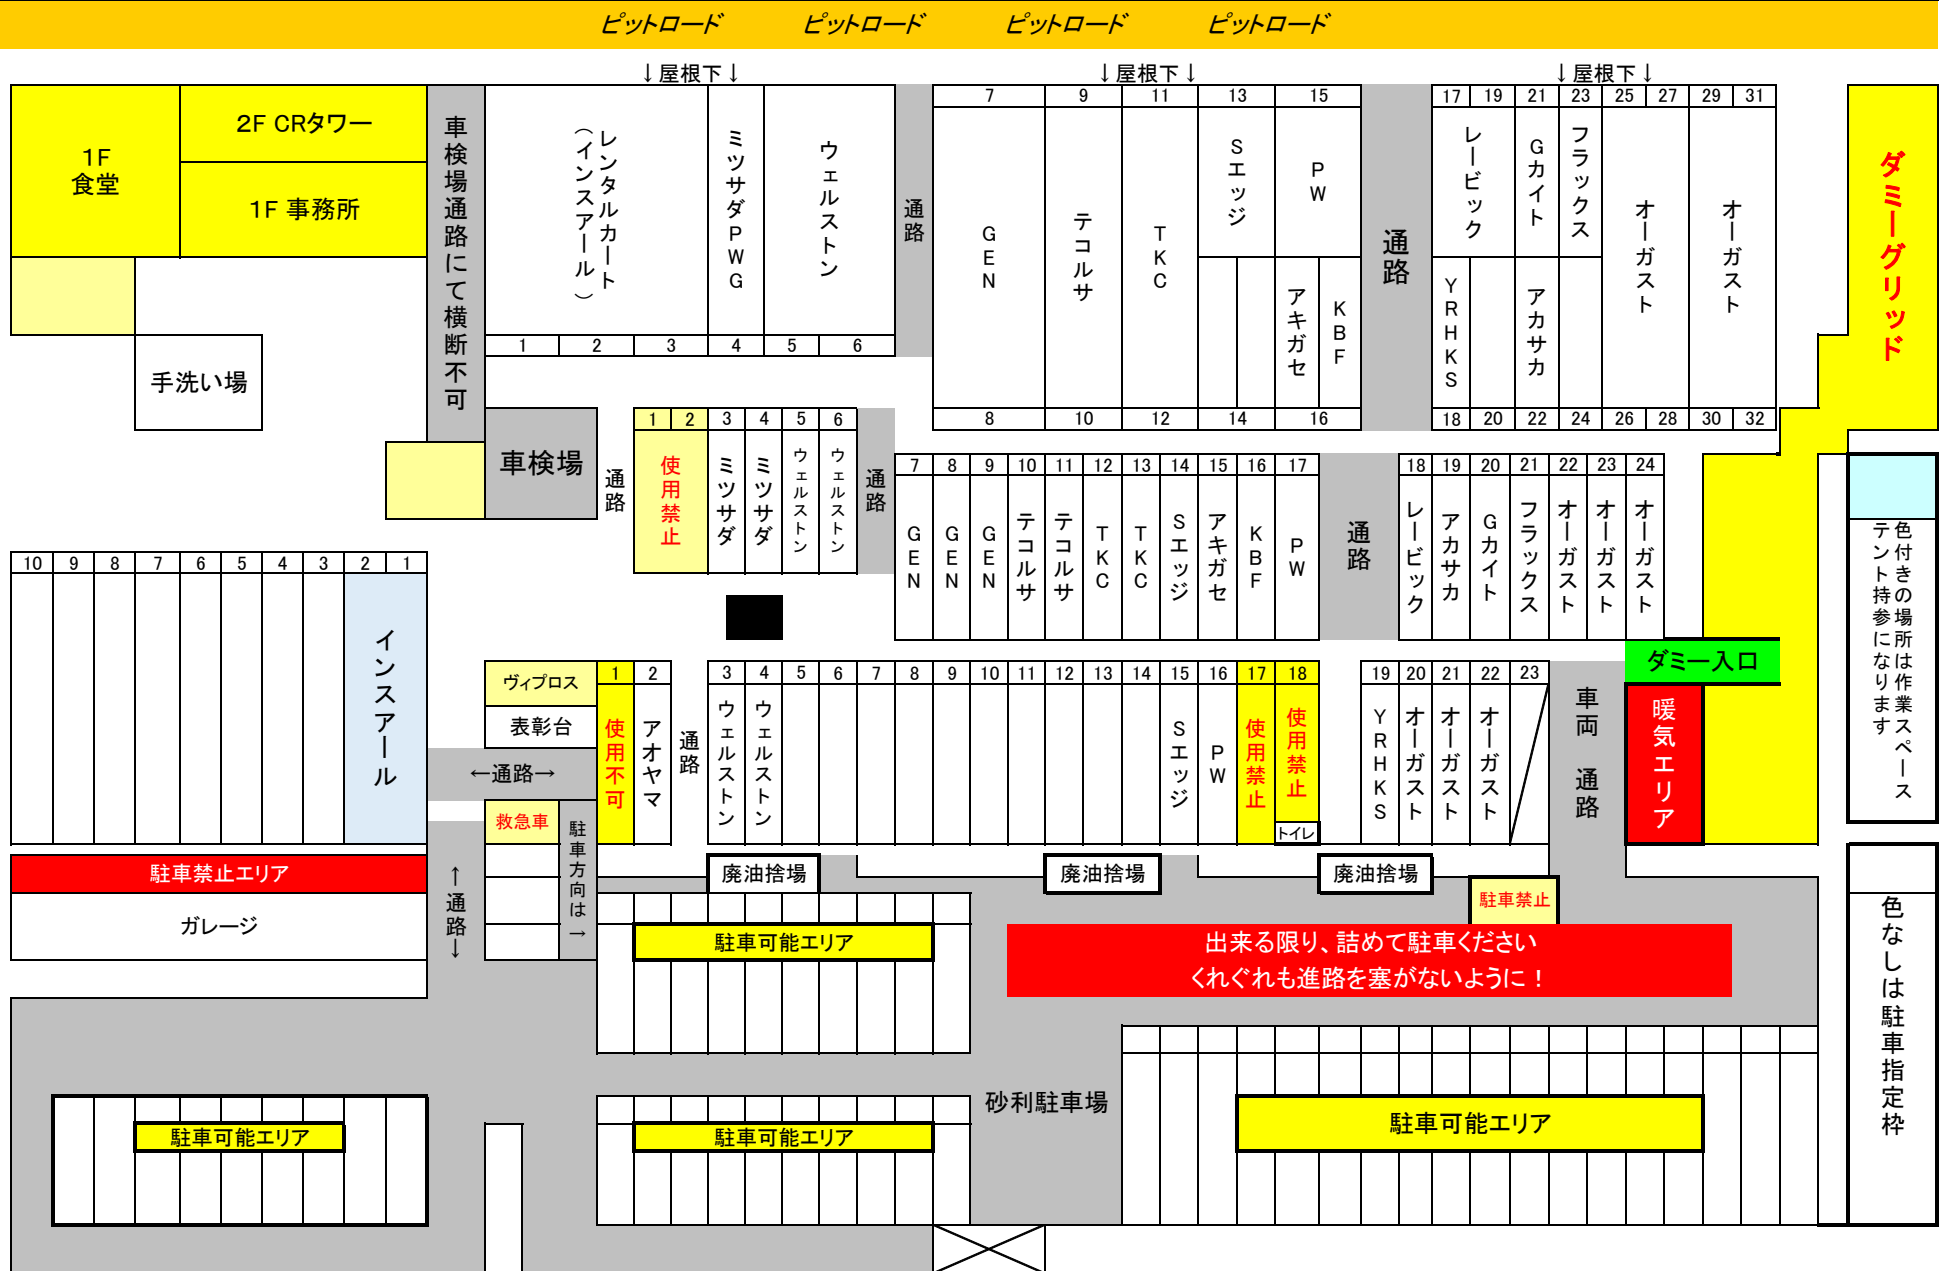 ピットロード ピットロード ピットロード ピットロード
↓屋根下↓ ↓屋根下↓ ↓屋根下↓
1F
食堂
2F CRタワー
1F 事務所
手洗い場
車検場通路にて横断不可
レンタルカート
（インスアール）
ミツサダPWG
ウェルストン
1 2 3 4 5 6
通路
7 9 11 13 15
GEN
テコルサ
TKC
Sエッジ
PW
アキガセ
KBF
8 10 12 14 16
通路
17 19 21 23 25 27 29 31
レービック
Gカイト
フラックス
オーガスト
オーガスト
YRHKS
アカサカ
18 20 22 24 26 28 30 32
ダミーグリッド
車検場
通路
1 2 3 4 5 6
使用禁止
ミツサダ
ミツサダ
ウェルストン
ウェルストン
通路
7 8 9 10 11 12 13 14 15 16 17
GEN
GEN
GEN
テコルサ
テコルサ
TKC
TKC
Sエッジ
アキガセ
KBF
PW
通路
18 19 20 21 22 23 24
レービック
アカサカ
Gカイト
フラックス
オーガスト
オーガスト
オーガスト
色付きの場所は作業スペース
テント持参になります
10 9 8 7 6 5 4 3 2 1
インスアール
ヴィプロス
表彰台
←通路→
救急車
駐車方向は→
1 2
使用不可
アオヤマ
通路
3 4 5 6 7 8 9 10 11 12 13 14 15 16 17 18
ウェルストン
ウェルストン
Sエッジ
PW
使用禁止
使用禁止
トイレ
19 20 21 22 23
YRHKS
オーガスト
オーガスト
オーガスト
車両 通路
ダミー入口
暖気エリア
駐車禁止エリア
ガレージ
↑通路↓
廃油捨場 廃油捨場 廃油捨場
駐車禁止
駐車可能エリア
出来る限り、詰めて駐車ください
くれぐれも進路を塞がないように！
色なしは駐車指定枠
砂利駐車場
駐車可能エリア
駐車可能エリア
駐車可能エリア